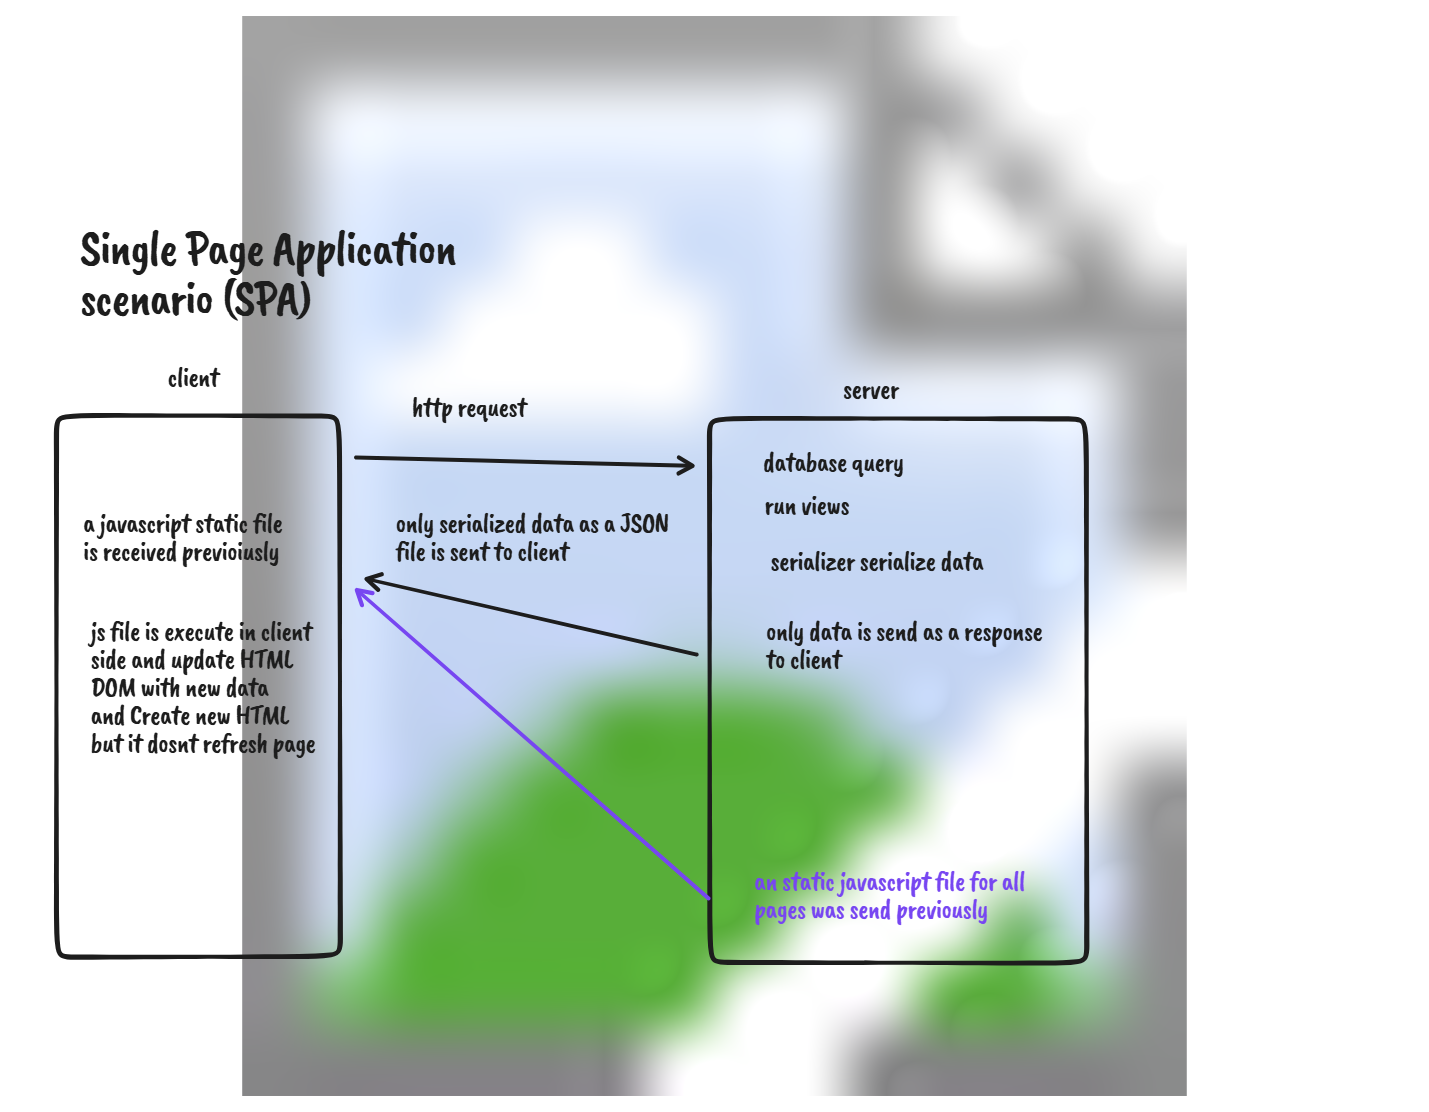 Single Page Application
scenario (SPA)
client
http request
server
database query
run views
a javascript static file
is received previoiusly
only serialized data as a JSON
file is sent to client
serializer serialize data
js file is execute in client
side and update HTML
DOM with new data
and Create new HTML
but it dosnt refresh page
only data is send as a response
to client
an static javascript file for all
pages was send previously